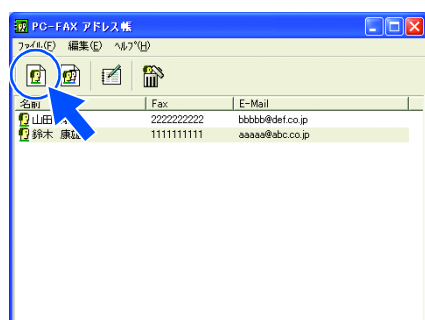 PC-FAX アドレス帳
ファイル(F) 編集(E) ヘルプ(H)
名前 Fax E-Mail
山田 2222222222 bbbbb@def.co.jp
鈴木 康 1111111111 aaaaa@abc.co.jp